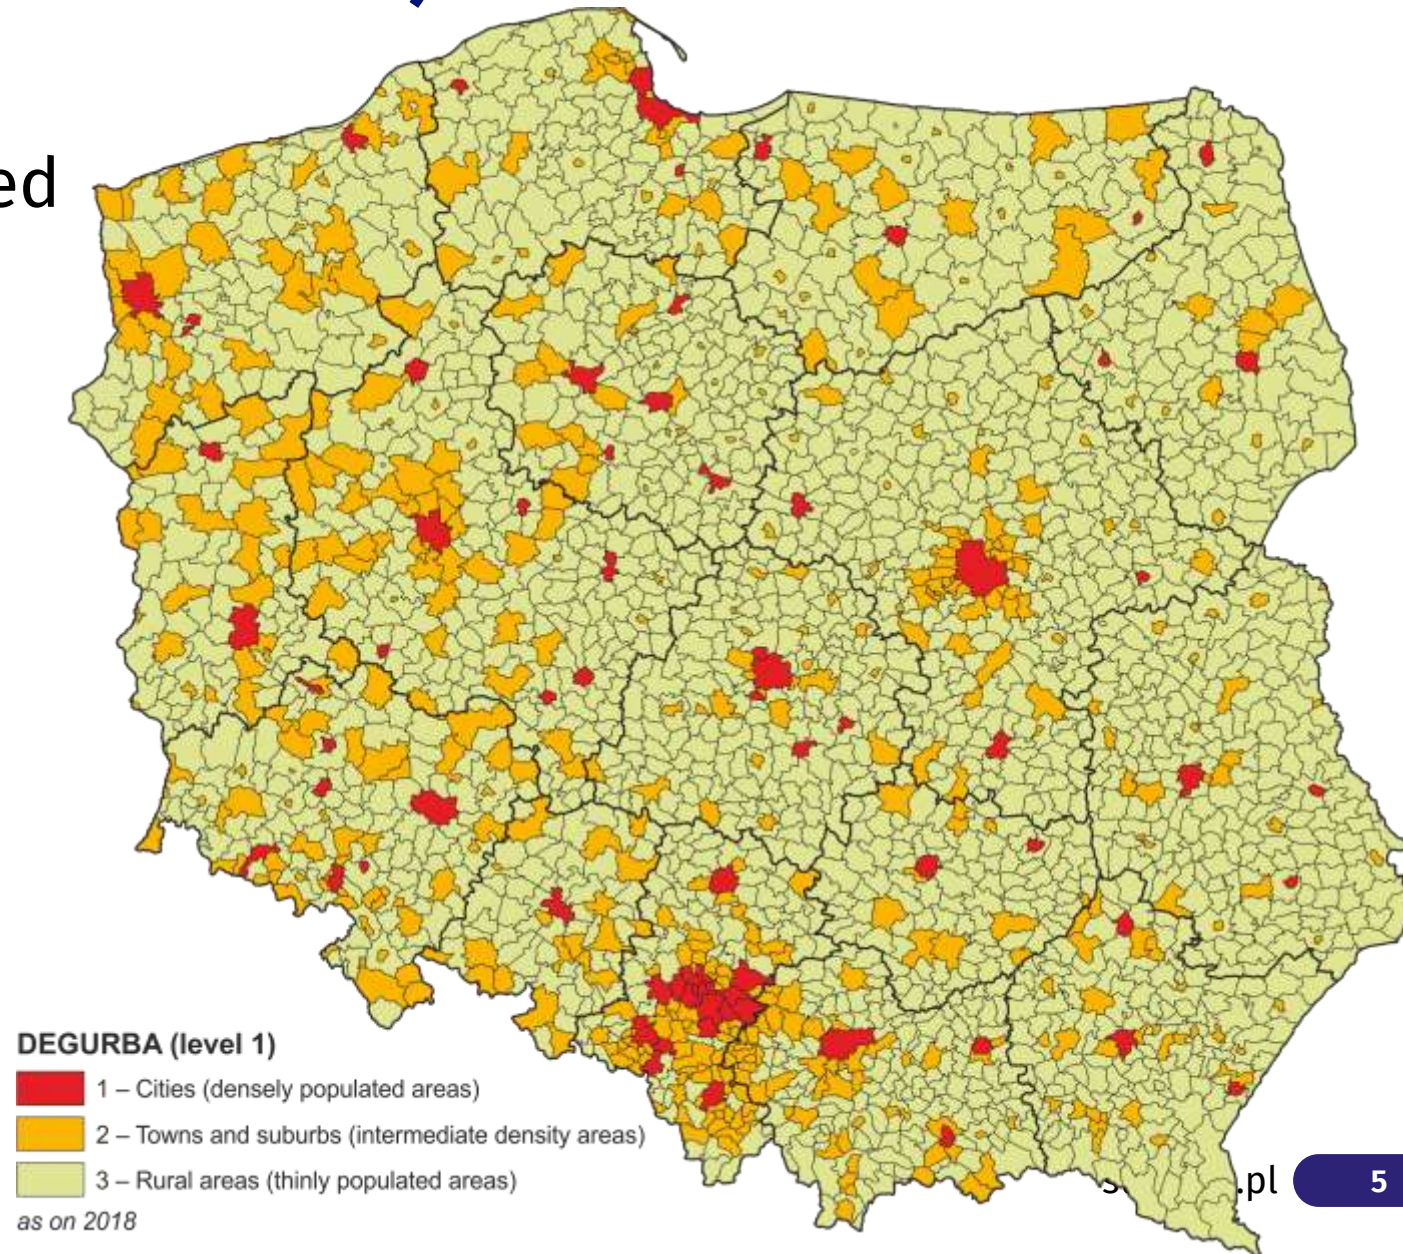 ed
DEGURBA (level 1)
1 – Cities (densely populated areas)
2 – Towns and suburbs (intermediate density areas)
3 – Rural areas (thinly populated areas)
as on 2018
.pl
5